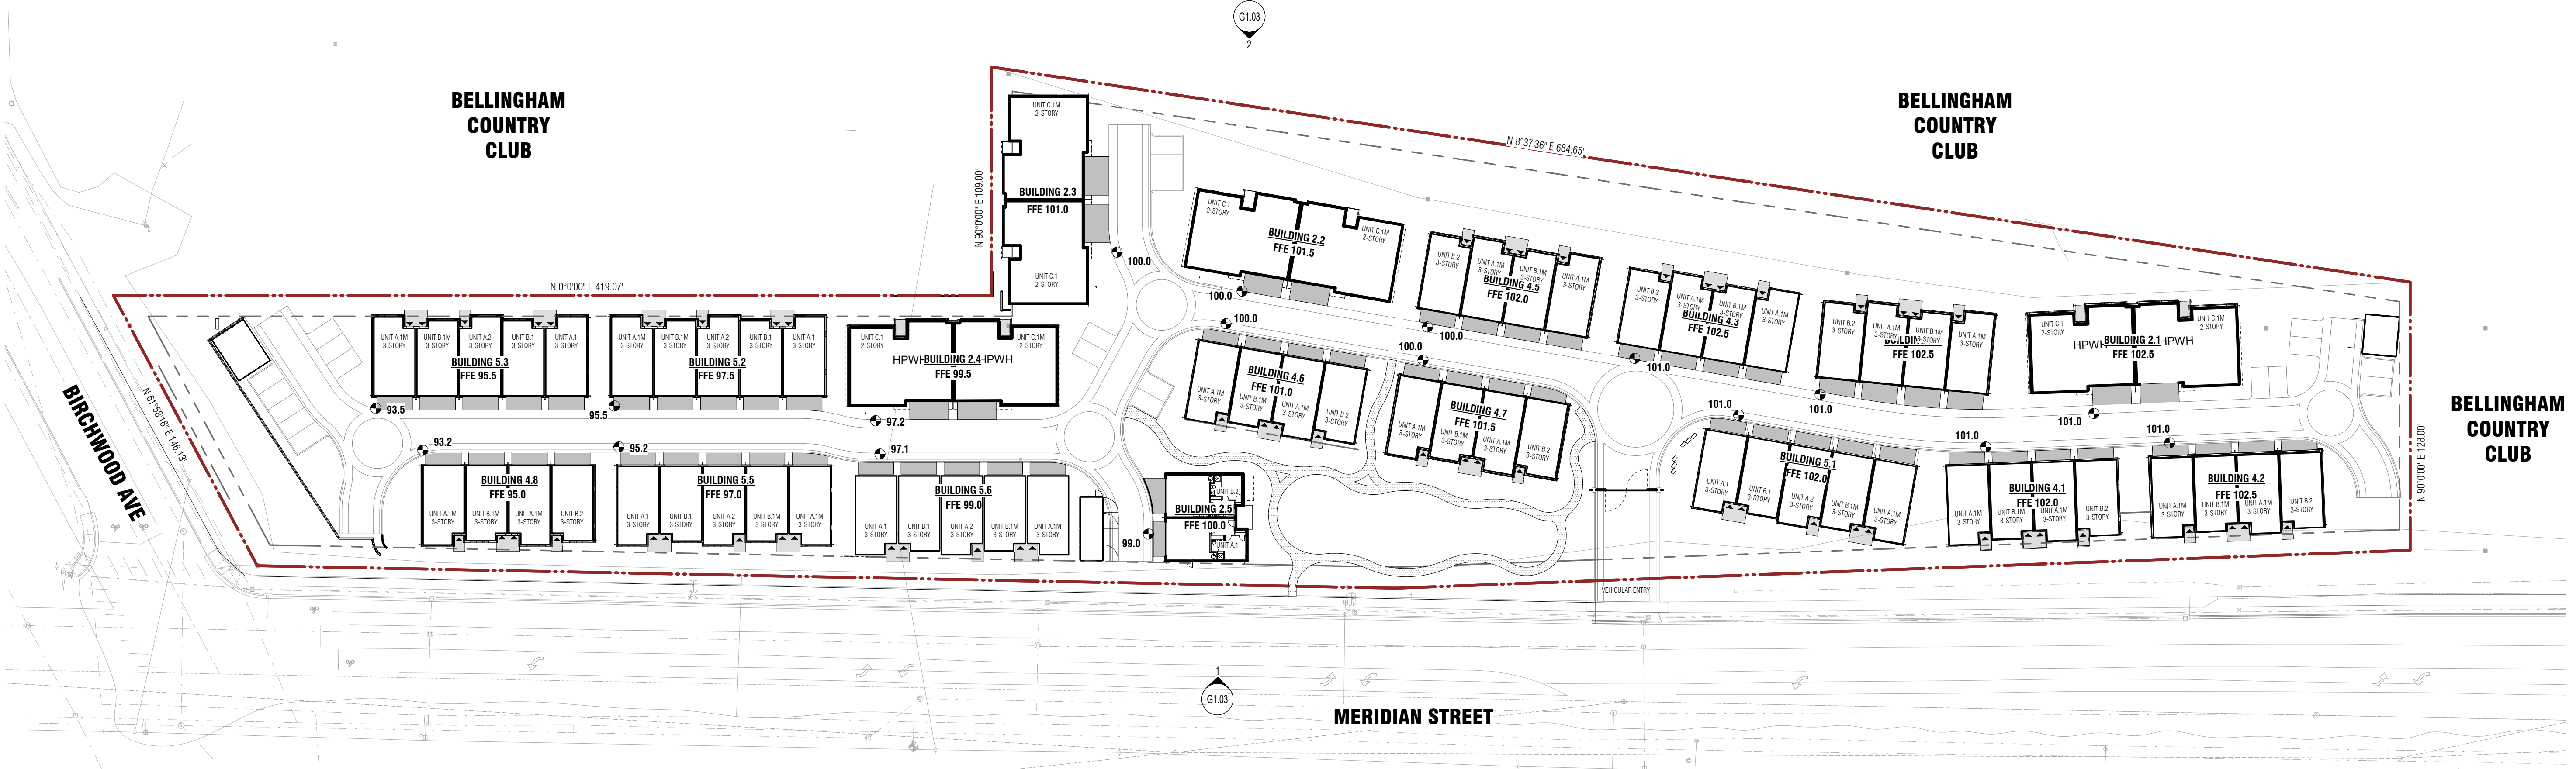 G1.03
2
BELLINGHAM
COUNTRY
CLUB
BELLINGHAM
COUNTRY
CLUB
BELLINGHAM
COUNTRY
CLUB
N 8°37'36" E 684.65'
N 90°0'00" E 109.00'
N 0°0'00" E 419.07'
N 61°58'18" E 146.13'
N 90°0'00" E 128.00'
BIRCHWOOD AVE
UNIT C.1M
2-STORY
BUILDING 2.3
FFE 101.0
UNIT C.1
2-STORY
100.0
UNIT C.1
2-STORY
BUILDING 2.2
FFE 101.5
UNIT C.1M
2-STORY
100.0
UNIT B.2
3-STORY
UNIT A.1M
3-STORY
UNIT B.1M
3-STORY
UNIT A.1M
3-STORY
BUILDING 4.5
FFE 102.0
100.0
UNIT B.2
3-STORY
UNIT A.1M
3-STORY
UNIT B.1M
3-STORY
UNIT A.1M
3-STORY
BUILDING 4.3
FFE 102.5
101.0
UNIT B.2
3-STORY
UNIT A.1M
3-STORY
UNIT B.1M
3-STORY
UNIT A.1M
3-STORY
FFE 102.5
101.0
UNIT C.1
2-STORY
UNIT C.1M
2-STORY
HPWH
BUILDING 2.1
HPWH
FFE 102.5
101.0
UNIT A.1M
3-STORY
UNIT B.1M
3-STORY
UNIT A.2
3-STORY
UNIT B.1
3-STORY
UNIT A.1
3-STORY
BUILDING 5.3
FFE 95.5
93.5
UNIT A.1M
3-STORY
UNIT B.1M
3-STORY
UNIT A.2
3-STORY
UNIT B.1
3-STORY
UNIT A.1
3-STORY
BUILDING 5.2
FFE 97.5
95.5
UNIT C.1
2-STORY
UNIT C.1M
2-STORY
HPWH
BUILDING 2.4
HPWH
FFE 99.5
97.2
100.0
BUILDING 4.6
FFE 101.0
UNIT A.1M
3-STORY
UNIT B.1M
3-STORY
UNIT A.1M
3-STORY
UNIT B.2
3-STORY
100.0
BUILDING 4.7
FFE 101.5
UNIT A.1M
3-STORY
UNIT B.1M
3-STORY
UNIT A.1M
3-STORY
UNIT B.2
3-STORY
101.0
BUILDING 5.1
FFE 102.0
UNIT A.1
3-STORY
UNIT B.1
3-STORY
UNIT A.2
3-STORY
UNIT B.1M
3-STORY
UNIT A.1M
3-STORY
101.0
BUILDING 4.1
FFE 102.0
UNIT A.1M
3-STORY
UNIT B.1M
3-STORY
UNIT A.1M
3-STORY
UNIT B.2
3-STORY
101.0
BUILDING 4.2
FFE 102.5
UNIT A.1M
3-STORY
UNIT B.1M
3-STORY
UNIT A.1M
3-STORY
UNIT B.2
3-STORY
93.2
BUILDING 4.8
FFE 95.0
UNIT A.1M
3-STORY
UNIT B.1M
3-STORY
UNIT A.1M
3-STORY
UNIT B.2
3-STORY
95.2
BUILDING 5.5
FFE 97.0
UNIT A.1
3-STORY
UNIT B.1
3-STORY
UNIT A.2
3-STORY
UNIT B.1M
3-STORY
UNIT A.1M
3-STORY
97.1
BUILDING 5.6
FFE 99.0
UNIT A.1
3-STORY
UNIT B.1
3-STORY
UNIT A.2
3-STORY
UNIT B.1M
3-STORY
UNIT A.1M
3-STORY
UNIT B.2
BUILDING 2.5
FFE 100.0
UNIT A.1
99.0
VEHICULAR ENTRY
1
G1.03
MERIDIAN STREET